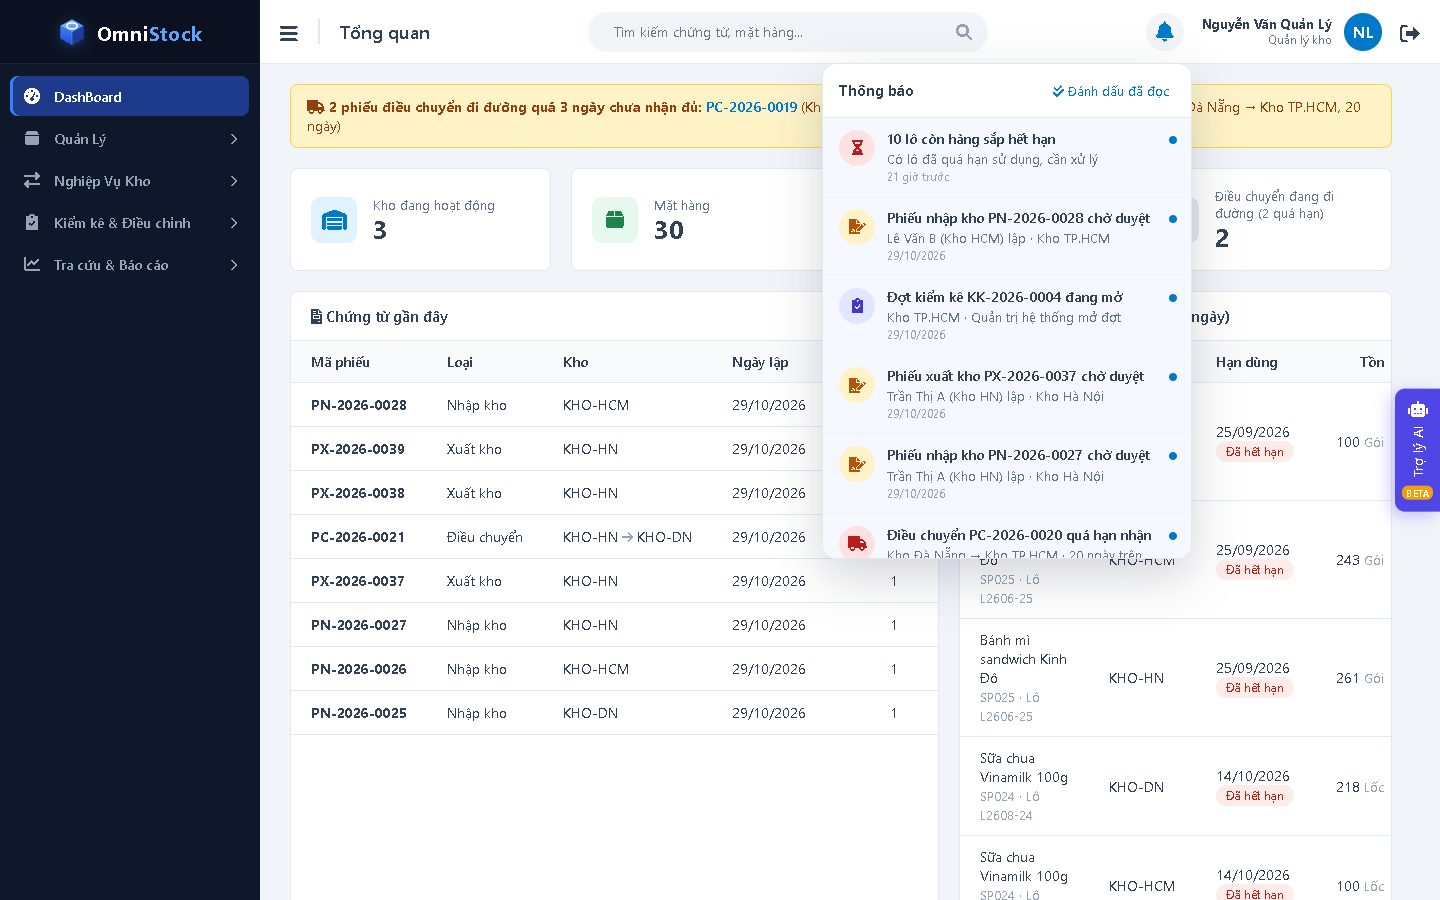 OmniStock
DashBoard
Quản Lý
Nghiệp Vụ Kho
Kiểm kê & Điều chỉnh
Tra cứu & Báo cáo
Tổng quan
Tìm kiếm chứng từ, mặt hàng...
Nguyễn Văn Quản Lý
Quản lý kho
NL
2 phiếu điều chuyển đi đường quá 3 ngày chưa nhận đủ: PC-2026-0019 (Kh
Đà Nẵng → Kho TP.HCM, 20
ngày)
Kho đang hoạt động
3
Mặt hàng
30
Điều chuyển đang đi
đường (2 quá hạn)
2
Thông báo
Đánh dấu đã đọc
10 lô còn hàng sắp hết hạn
Có lô đã quá hạn sử dụng, cần xử lý
21 giờ trước
Phiếu nhập kho PN-2026-0028 chờ duyệt
Lê Văn B (Kho HCM) lập · Kho TP.HCM
29/10/2026
Đợt kiểm kê KK-2026-0004 đang mở
Kho TP.HCM · Quản trị hệ thống mở đợt
29/10/2026
Phiếu xuất kho PX-2026-0037 chờ duyệt
Trần Thị A (Kho HN) lập · Kho Hà Nội
29/10/2026
Phiếu nhập kho PN-2026-0027 chờ duyệt
Trần Thị A (Kho HN) lập · Kho Hà Nội
29/10/2026
Điều chuyển PC-2026-0020 quá hạn nhận
Kho Đà Nẵng → Kho TP.HCM · 20 ngày trên
Chứng từ gần đây
Mã phiếu Loại Kho Ngày lập
PN-2026-0028 Nhập kho KHO-HCM 29/10/2026
PX-2026-0039 Xuất kho KHO-HN 29/10/2026
PX-2026-0038 Xuất kho KHO-HN 29/10/2026
PC-2026-0021 Điều chuyển KHO-HN → KHO-DN 29/10/2026
PX-2026-0037 Xuất kho KHO-HN 29/10/2026 1
PN-2026-0027 Nhập kho KHO-HN 29/10/2026 1
PN-2026-0026 Nhập kho KHO-HCM 29/10/2026 1
PN-2026-0025 Nhập kho KHO-DN 29/10/2026 1
ngày)
Hạn dùng Tồn
25/09/2026
Đã hết hạn
100 Gói
Đô
SP025 · Lô
L2606-25
KHO-HCM
25/09/2026
Đã hết hạn
243 Gói
Bánh mì
sandwich Kinh
Đô
SP025 · Lô
L2606-25
KHO-HN
25/09/2026
Đã hết hạn
261 Gói
Sữa chua
Vinamilk 100g
SP024 · Lô
L2608-24
KHO-DN
14/10/2026
Đã hết hạn
218 Lốc
Sữa chua
Vinamilk 100g
SP024 · Lô
KHO-HCM
14/10/2026
Đã hết hạn
100 Lốc
Trợ lý AI
BETA